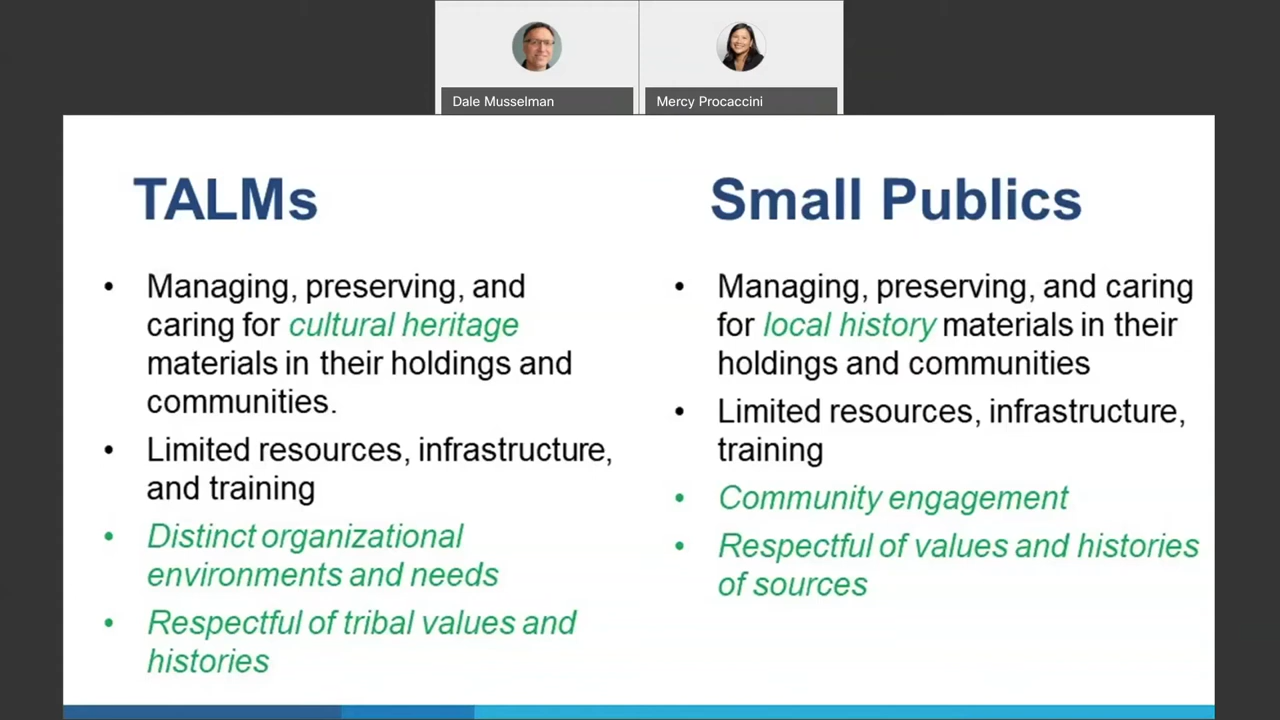 Dale Musselman
Mercy Procaccini
TALMs
• Managing, preserving, and
caring for cultural heritage
materials in their holdings and
communities.
• Limited resources, infrastructure,
and training
• Distinct organizational
environments and needs
• Respectful of tribal values and
histories
Small Publics
• Managing, preserving, and caring
for local history materials in their
holdings and communities
• Limited resources, infrastructure,
training
• Community engagement
• Respectful of values and histories
of sources